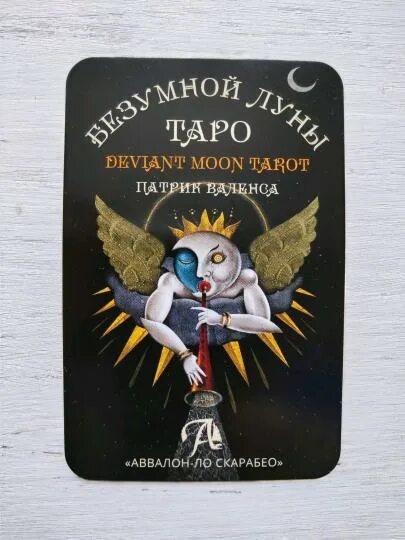 БЕЗУМНОЙ ЛУНЫ
ТАРО
DEVIANT MOON TAROT
ПАТРИК ВАЛЕНСА
А
«АВВАЛОН-ЛО СКАРАБЕО»